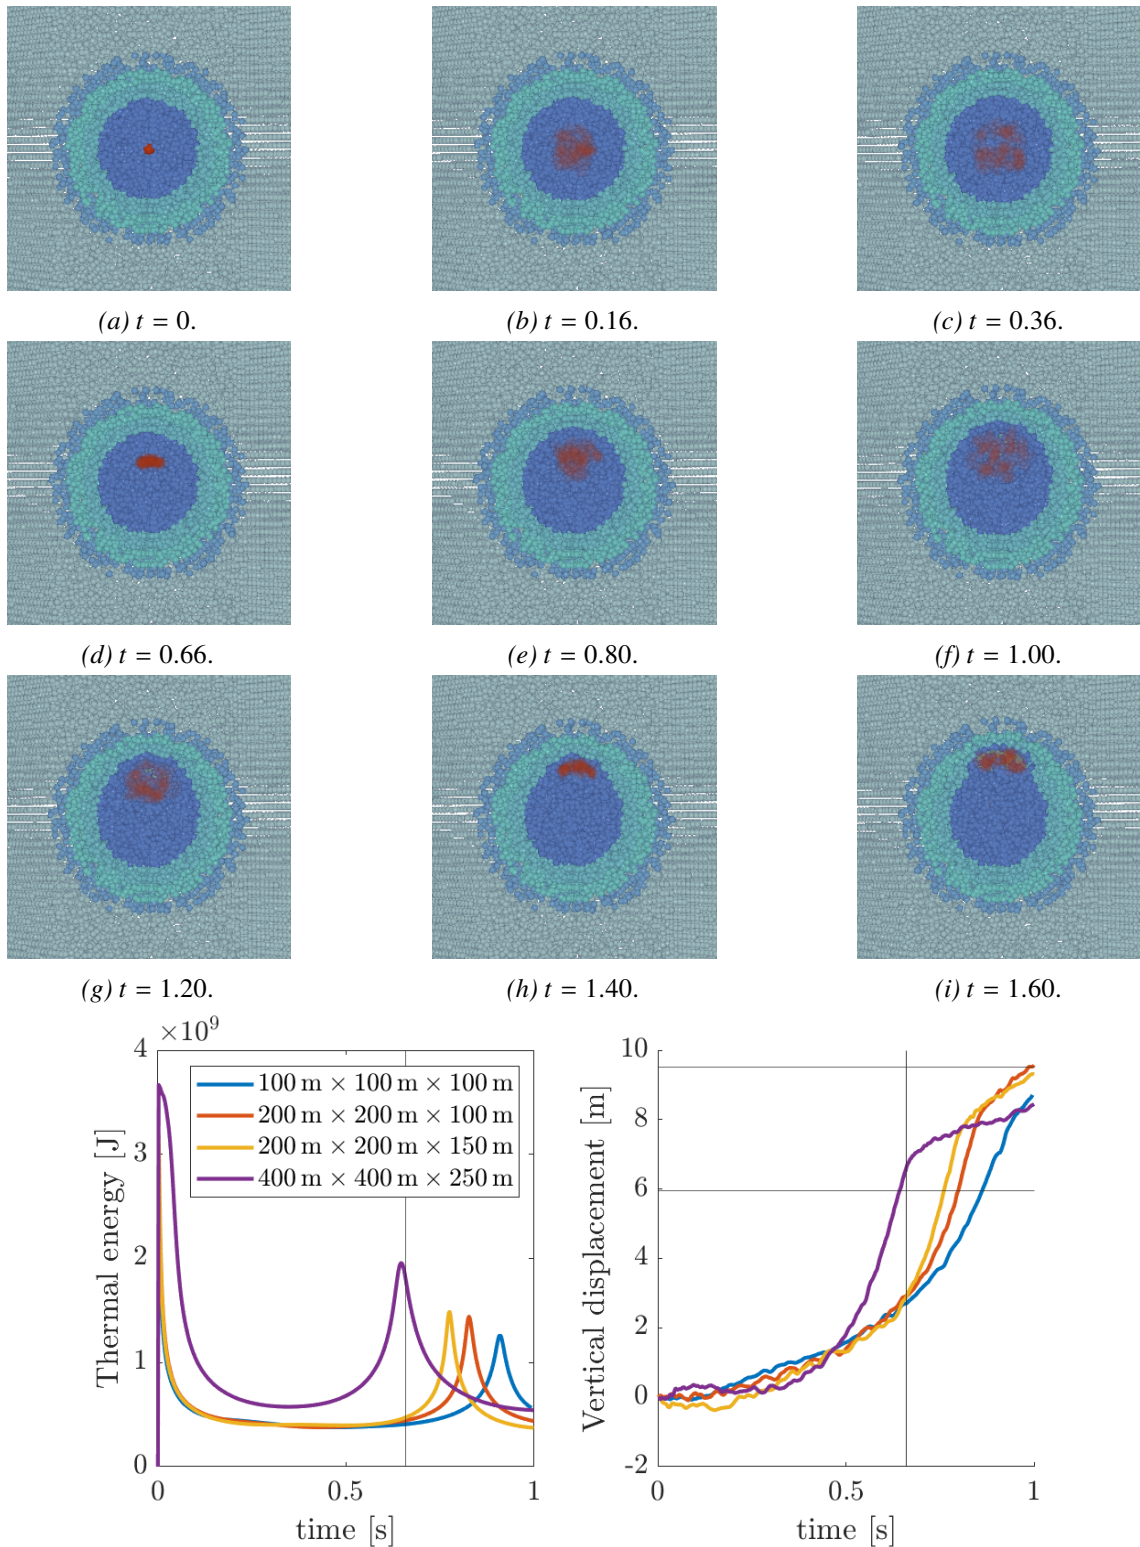 (a) t = 0.
(b) t = 0.16.
(c) t = 0.36.
(d) t = 0.66.
(e) t = 0.80.
(f) t = 1.00.
(g) t = 1.20.
(h) t = 1.40.
(i) t = 1.60.
×10⁹
4
3
2
1
0
Thermal energy [J]
100 m × 100 m × 100 m
200 m × 200 m × 100 m
200 m × 200 m × 150 m
400 m × 400 m × 250 m
0
0.5
1
time [s]
10
8
6
4
2
0
-2
Vertical displacement [m]
0
0.5
1
time [s]